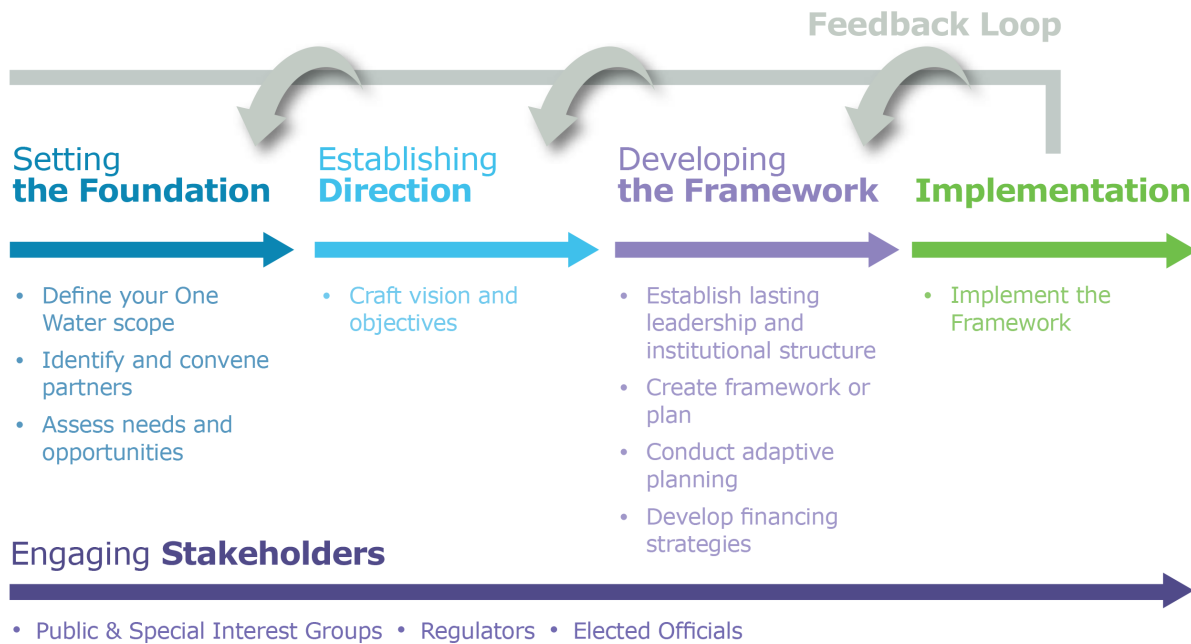 Feedback Loop
Setting
the Foundation
• Define your One
Water scope
• Identify and convene
partners
• Assess needs and
opportunities
Establishing
Direction
• Craft vision and
objectives
Developing
the Framework
• Establish lasting
leadership and
institutional structure
• Create framework or
plan
• Conduct adaptive
planning
• Develop financing
strategies
Implementation
• Implement the
Framework
Engaging Stakeholders
• Public & Special Interest Groups • Regulators • Elected Officials